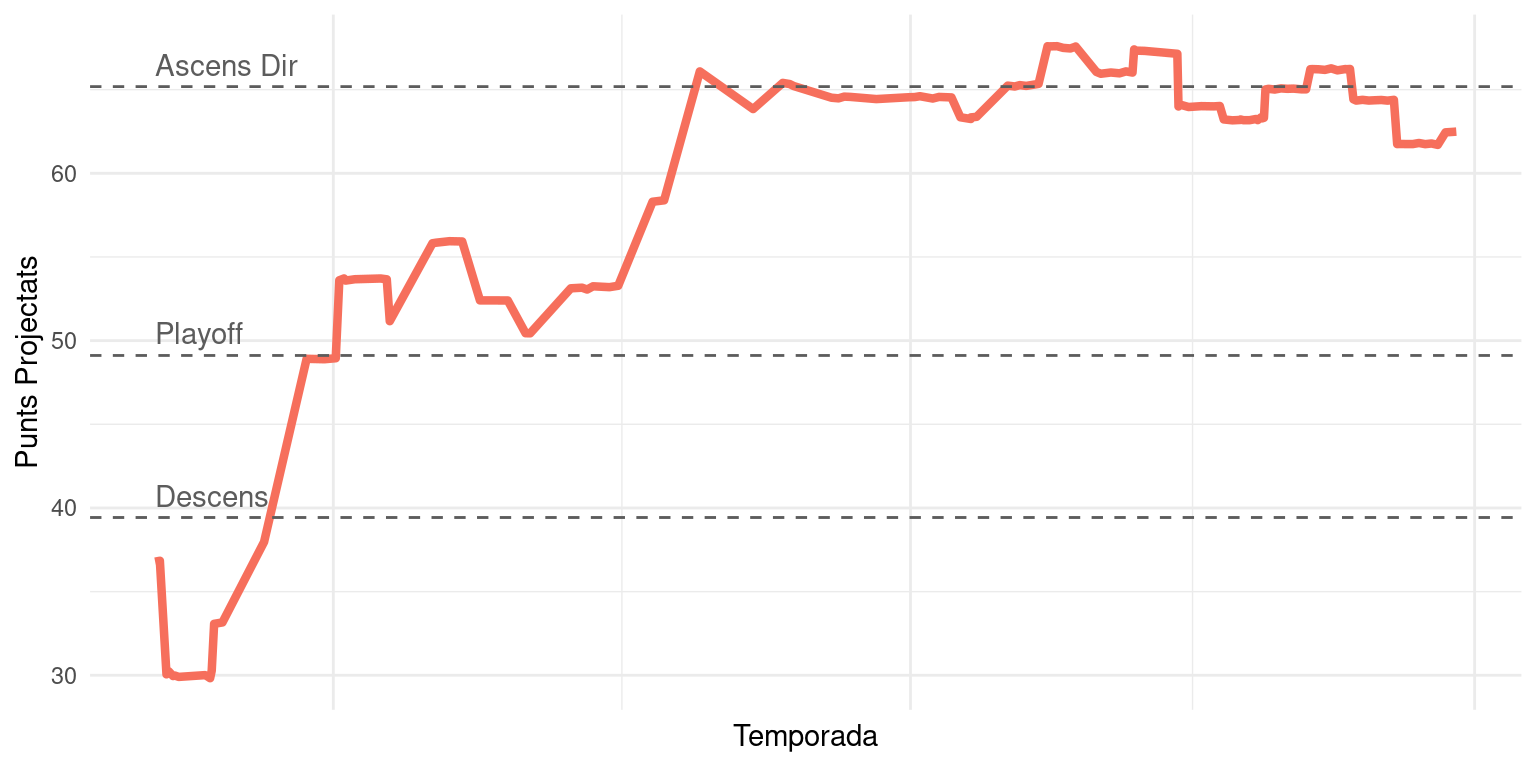 Ascens Dir
60
Playoff
50
Descens
40
30
Punts Projectats
Temporada